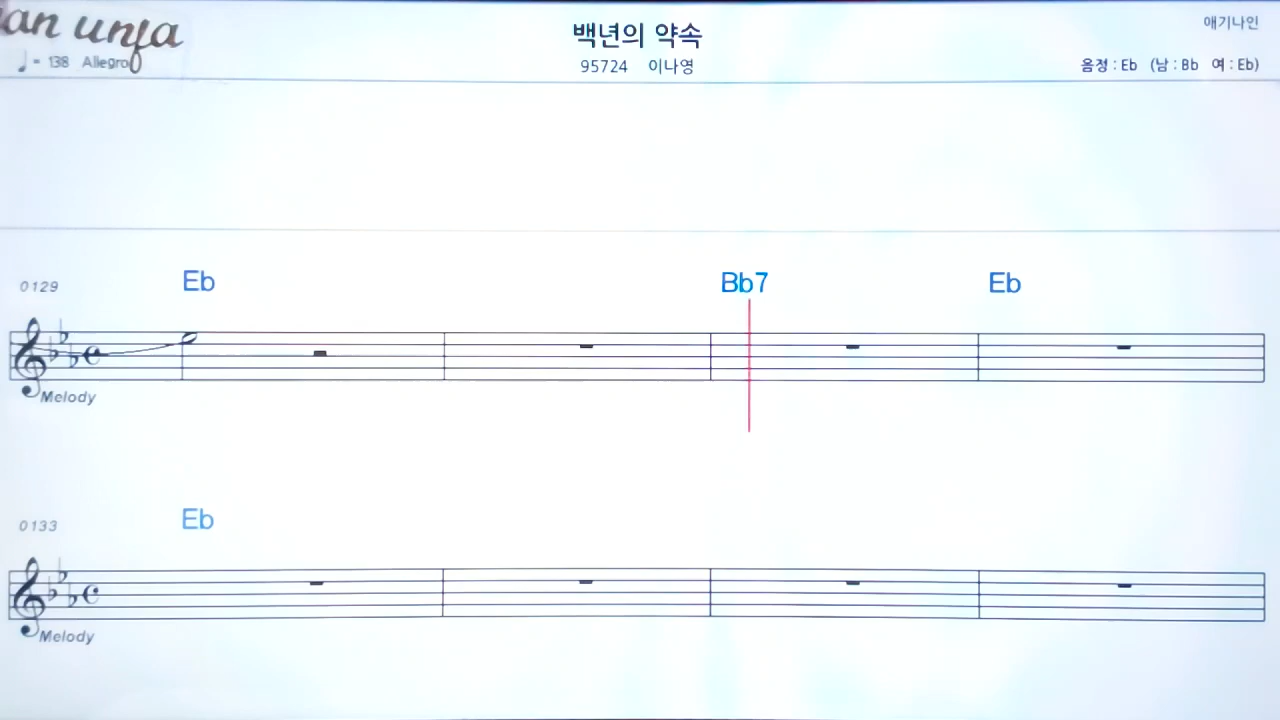 an unfa
백년의 약속
애기나인
♩= 138 Allegro
95724 이나영
음정 : Eb (남 : Bb 여 : Eb)
0129
Eb
Bb7
Eb
Melody
0133
Eb
Melody